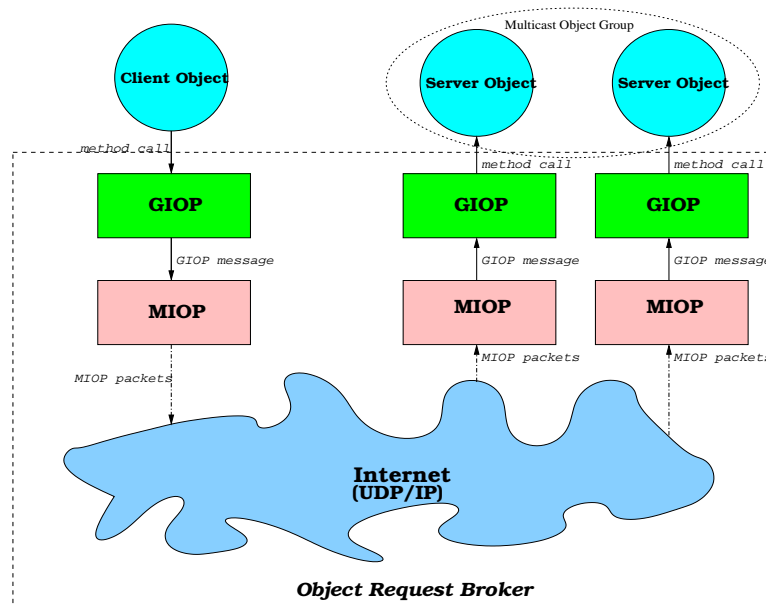 Multicast Object Group
Client Object
Server Object
Server Object
method call
method call
method call
GIOP
GIOP
GIOP
GIOP message
GIOP message
GIOP message
MIOP
MIOP
MIOP
MIOP packets
MIOP packets
MIOP packets
Internet
(UDP/IP)
Object Request Broker